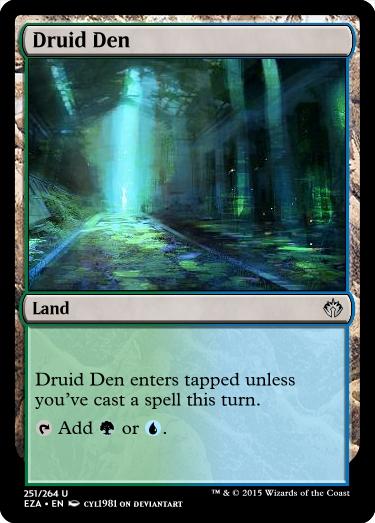 Druid Den
Land
Druid Den enters tapped unless
you've cast a spell this turn.
Add or .
251/264 U
EZA • EN CYL1981 ON DEVIANTART
™ & © 2015 Wizards of the Coast